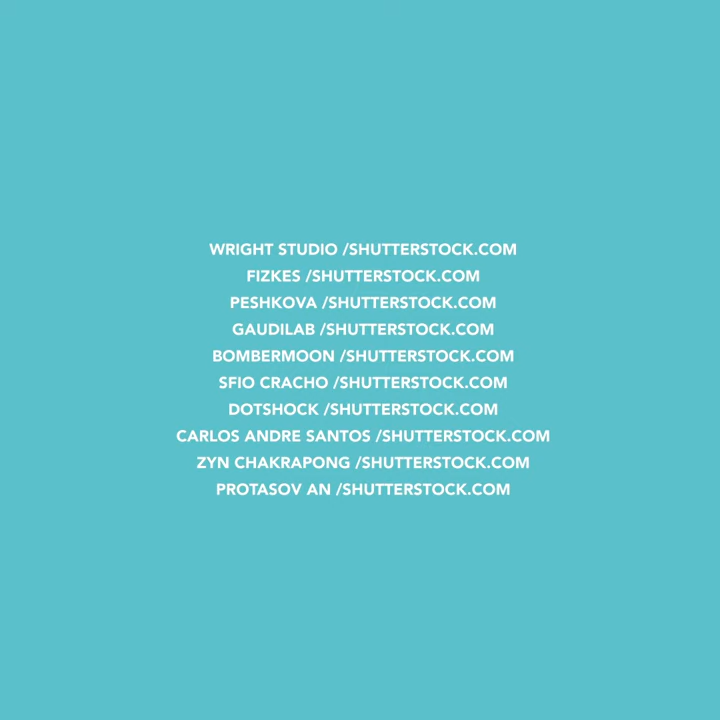 WRIGHT STUDIO /SHUTTERSTOCK.COM
FIZKES /SHUTTERSTOCK.COM
PESHKOVA /SHUTTERSTOCK.COM
GAUDILAB /SHUTTERSTOCK.COM
BOMBERMOON /SHUTTERSTOCK.COM
SFIO CRACHO /SHUTTERSTOCK.COM
DOTSHOCK /SHUTTERSTOCK.COM
CARLOS ANDRE SANTOS /SHUTTERSTOCK.COM
ZYN CHAKRAPONG /SHUTTERSTOCK.COM
PROTASOV AN /SHUTTERSTOCK.COM